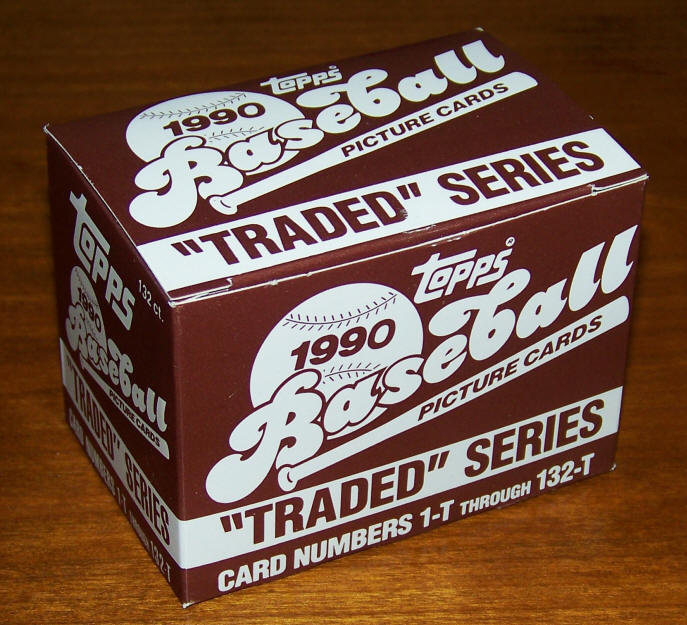 TOPPS®
1990
Baseball
PICTURE CARDS
"TRADED" SERIES
TOPPS®
1990
Baseball
PICTURE CARDS
"TRADED" SERIES
CARD NUMBERS 1-T THROUGH 132-T
132 ct.
TOPPS
1990
Baseball
PICTURE CARDS
"TRADED" SERIES
CARD NUMBERS 1-T THROUGH 132-T